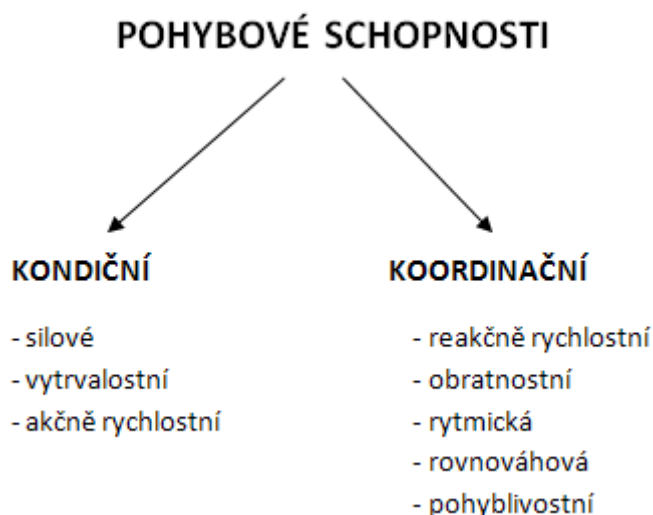 POHYBOVÉ SCHOPNOSTI
KONDIČNÍ
- silové
- vytrvalostní
- akčně rychlostní
KOORDINAČNÍ
- reakčně rychlostní
- obratnostní
- rytmická
- rovnováhová
- pohyblivostní